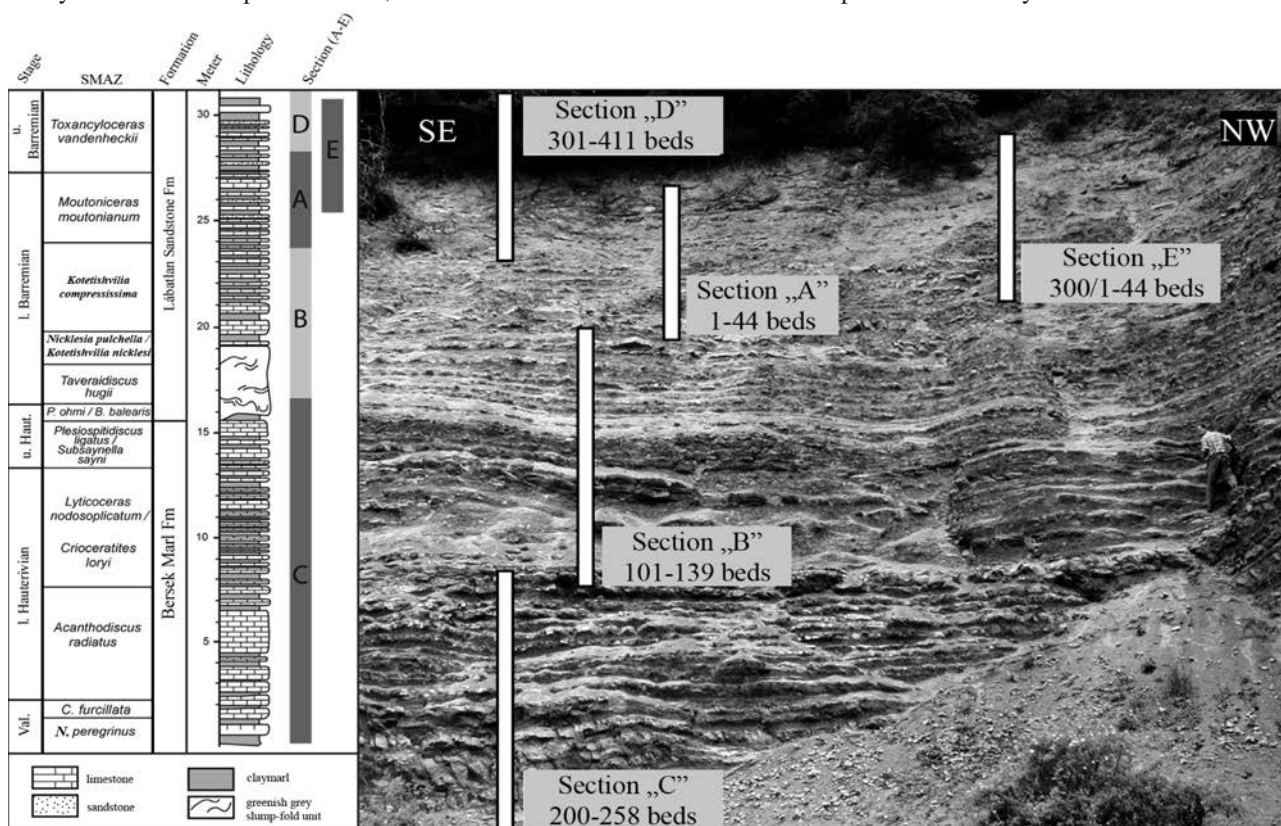 Stage
SMAZ
Formation
Meter
Lithology
Section (A-E)
u. Barremian
Toxancyloceras
vandenheckii
l. Barremian
Moutoniceras
moutonianum
Kotetishvilia
compressissima
Nicklesia pulchella /
Kotetishvilia nicklesi
Taveraidiscus
hugii
u. Haut.
P. ohmi / B. balearis
Plesiospitidiscus
ligatus /
Subsaynella
sayni
l. Hauterivian
Lyticoceras
nodosoplicatum /
Crioceratites
loryi
Acanthodiscus
radiatus
Val.
C. furcillata
N. peregrinus
Lábatlan Sandstone Fm
Bersek Marl Fm
30
25
20
15
10
5
D
E
A
B
C
limestone
sandstone
claymarl
greenish grey
slump-fold unit
SE
NW
Section „D”
301-411 beds
Section „E”
300/1-44 beds
Section „A”
1-44 beds
Section „B”
101-139 beds
Section „C”
200-258 beds